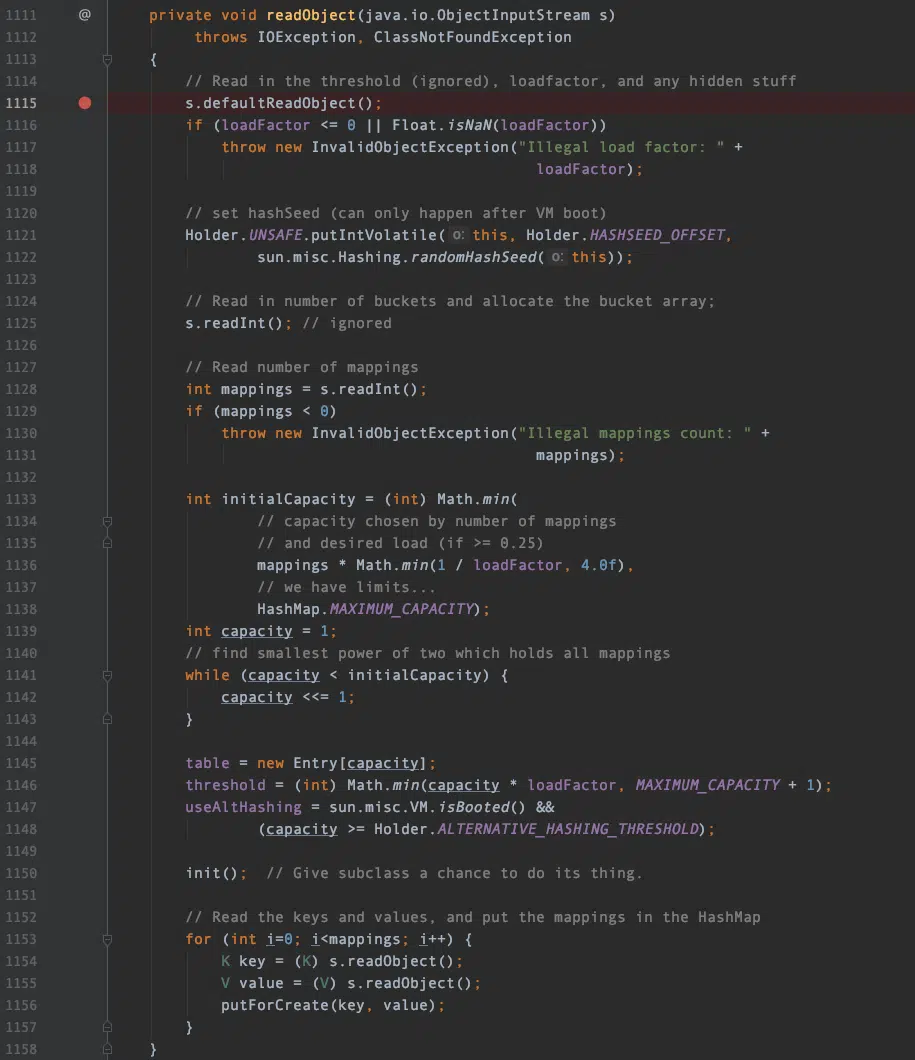 1111 @ private void readObject(java.io.ObjectInputStream s)
1112 throws IOException, ClassNotFoundException
1113 {
1114 // Read in the threshold (ignored), loadfactor, and any hidden stuff
1115 s.defaultReadObject();
1116 if (loadFactor <= 0 || Float.isNaN(loadFactor))
1117 throw new InvalidObjectException("Illegal load factor: " +
1118 loadFactor);
1119
1120 // set hashSeed (can only happen after VM boot)
1121 Holder.UNSAFE.putIntVolatile( o: this, Holder.HASHSEED_OFFSET,
1122 sun.misc.Hashing.randomHashSeed( o: this));
1123
1124 // Read in number of buckets and allocate the bucket array;
1125 s.readInt(); // ignored
1126
1127 // Read number of mappings
1128 int mappings = s.readInt();
1129 if (mappings < 0)
1130 throw new InvalidObjectException("Illegal mappings count: " +
1131 mappings);
1132
1133 int initialCapacity = (int) Math.min(
1134 // capacity chosen by number of mappings
1135 // and desired load (if >= 0.25)
1136 mappings * Math.min(1 / loadFactor, 4.0f),
1137 // we have limits...
1138 HashMap.MAXIMUM_CAPACITY);
1139 int capacity = 1;
1140 // find smallest power of two which holds all mappings
1141 while (capacity < initialCapacity) {
1142 capacity <<= 1;
1143 }
1144
1145 table = new Entry[capacity];
1146 threshold = (int) Math.min(capacity * loadFactor, MAXIMUM_CAPACITY + 1);
1147 useAltHashing = sun.misc.VM.isBooted() &&
1148 (capacity >= Holder.ALTERNATIVE_HASHING_THRESHOLD);
1149
1150 init(); // Give subclass a chance to do its thing.
1151
1152 // Read the keys and values, and put the mappings in the HashMap
1153 for (int i=0; i<mappings; i++) {
1154 K key = (K) s.readObject();
1155 V value = (V) s.readObject();
1156 putForCreate(key, value);
1157 }
1158 }